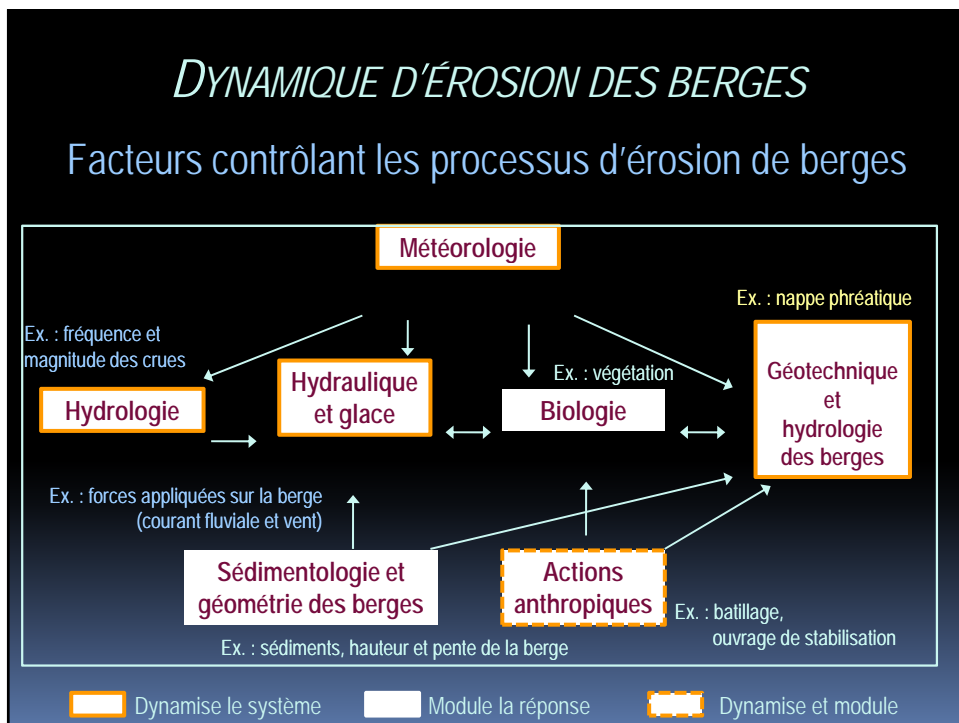 DYNAMIQUE D'ÉROSION DES BERGES
Facteurs contrôlant les processus d'érosion de berges
Météorologie
Ex. : nappe phréatique
Ex. : fréquence et
magnitude des crues
Hydrologie
Hydraulique
et glace
Ex. : végétation
Biologie
Géotechnique
et
hydrologie
des berges
Ex. : forces appliquées sur la berge
(courant fluviale et vent)
Sédimentologie et
géométrie des berges
Actions
anthropiques
Ex. : batillage,
ouvrage de stabilisation
Ex. : sédiments, hauteur et pente de la berge
Dynamise le système
Module la réponse
Dynamise et module